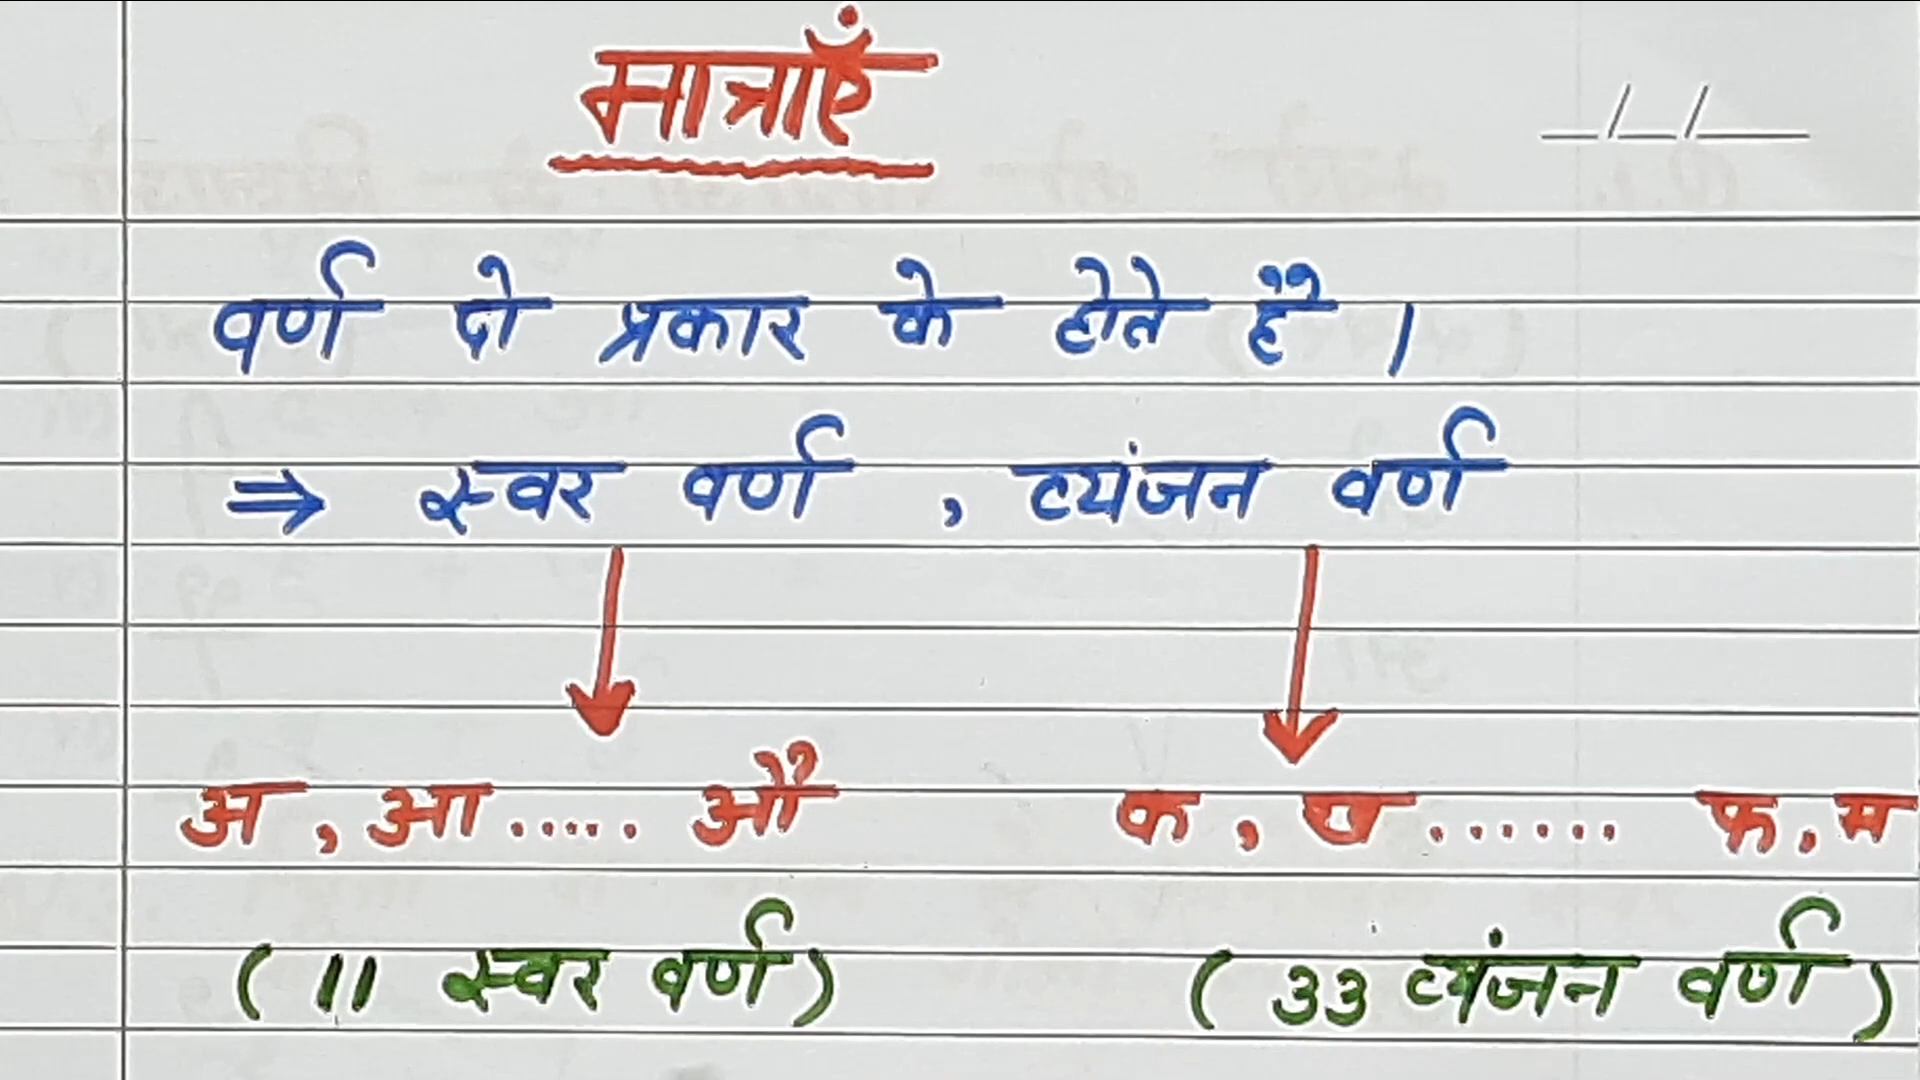 मात्राएँ
वर्ण दो प्रकार के होते हैं ।
⇒ स्वर वर्ण , व्यंजन वर्ण
अ , आ ..... औ क , ख ...... फ , म
( 11 स्वर वर्ण ) ( 33 व्यंजन वर्ण )